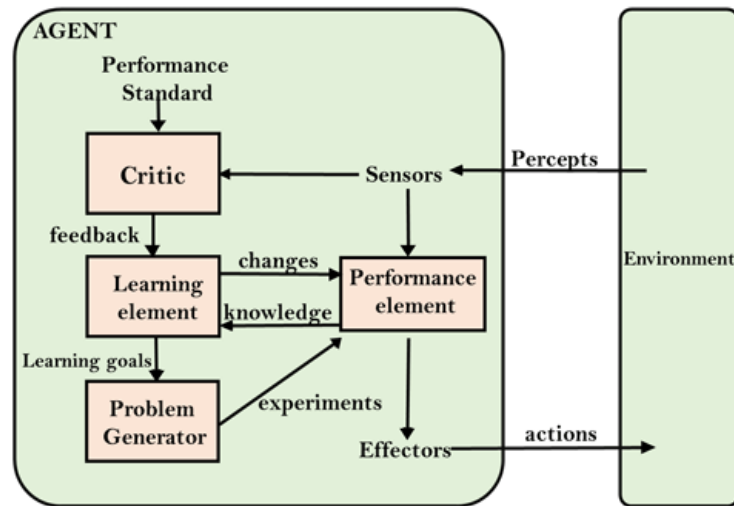 AGENT
Performance
Standard
Critic
Sensors
Percepts
feedback
changes
Learning
element
Performance
element
Environment
knowledge
Learning goals
Problem
Generator
experiments
Effectors
actions